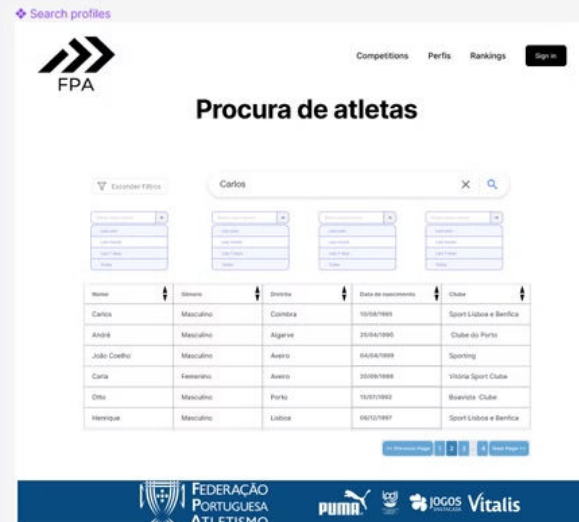 Search profiles
FPA
Competitions Perfis Rankings Sign in
Procura de atletas
Esconder Filtros Carlos
Nome Género Distrito Data de nascimento Clube
Carlos Masculino Coimbra 10/08/1995 Sport Lisboa e Benfica
André Masculino Algarve 25/04/1990 Clube do Porto
João Coelho Masculino Aveiro 04/04/1999 Sporting
Carla Femenino Aveiro 20/09/1988 Vitória Sport Clube
Otto Masculino Porto 15/07/1992 Boavista Clube
Henrique Masculino Lisboa 06/12/1997 Sport Lisboa e Benfica
<< Previous Page 1 2 3 4 Next Page >>
FEDERAÇÃO
PORTUGUESA
ATLETISMO
PUMA JOGOS Vitalis